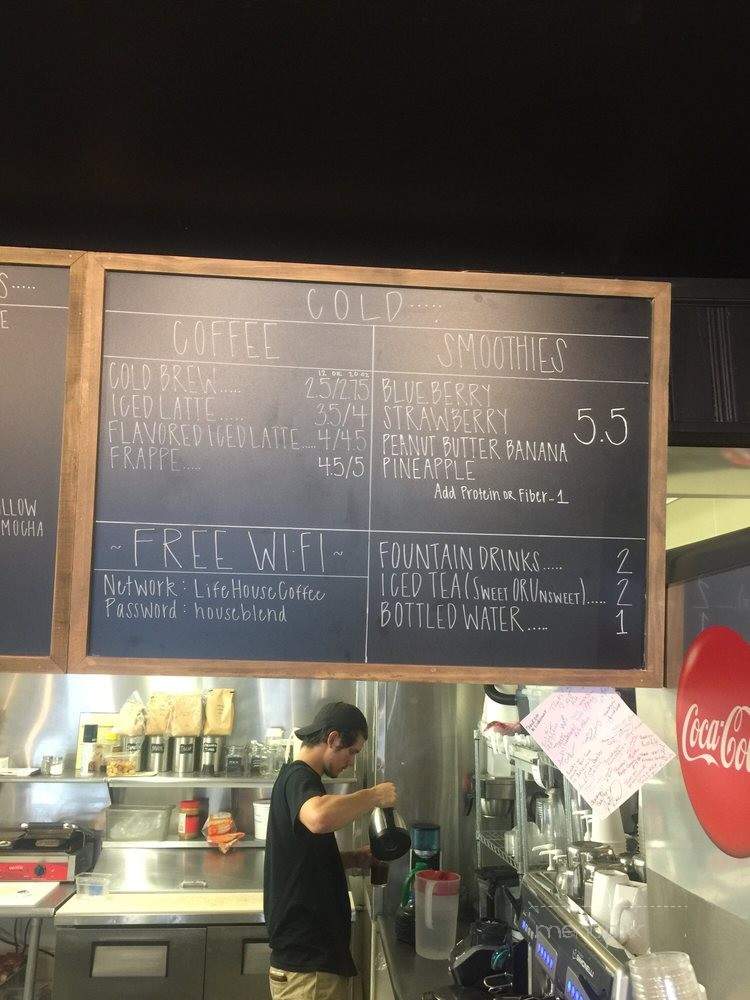 S.....
E
LLOW
MOCHA
COLD.....
COFFEE
12 OZ 20 OZ
COLD BREW..... 2.5/2.75
ICED LATTE..... 3.5/4
FLAVORED ICED LATTE.... 4/4.5
FRAPPE..... 4.5/5
SMOOTHIES
BLUEBERRY
STRAWBERRY
PEANUT BUTTER BANANA
PINEAPPLE
5.5
Add Protein OR Fiber - 1
~ FREE WI-FI ~
Network: LifeHouseCoffee
Password: houseblend
FOUNTAIN DRINKS..... 2
ICED TEA (SWEET OR UNSWEET)..... 2
BOTTLED WATER..... 1
Coca-Co